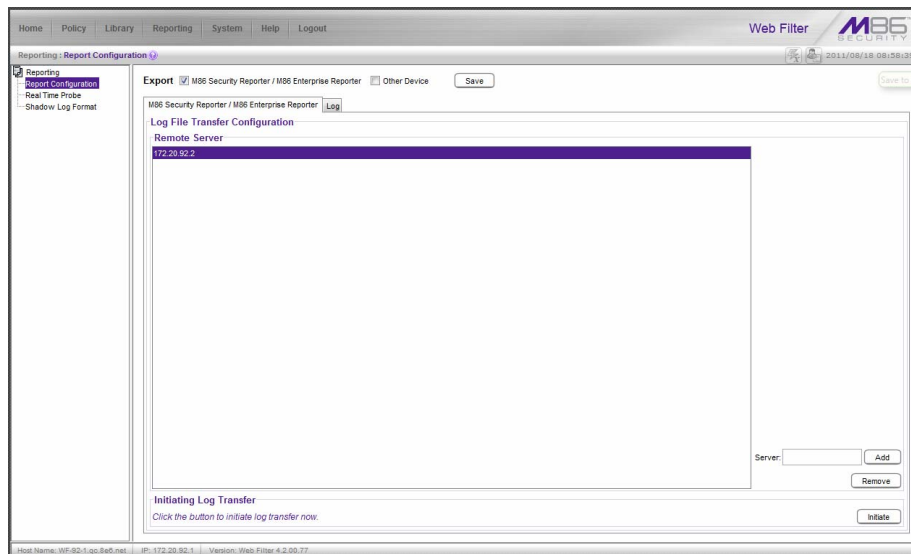 Home Policy Library Reporting System Help Logout
Web Filter
M86
SECURITY
Reporting : Report Configuration
2011/08/18 08:58:3
Reporting
Report Configuration
Real Time Probe
Shadow Log Format
Export M86 Security Reporter / M86 Enterprise Reporter Other Device Save
Save to
M86 Security Reporter / M86 Enterprise Reporter Log
Log File Transfer Configuration
Remote Server
172.20.92.2
Server: Add
Remove
Initiating Log Transfer
Click the button to initiate log transfer now.
Initiate
Host Name: WF-92-1.qc.8e6.net IP: 172.20.92.1 Version: Web Filter 4.2.00.77